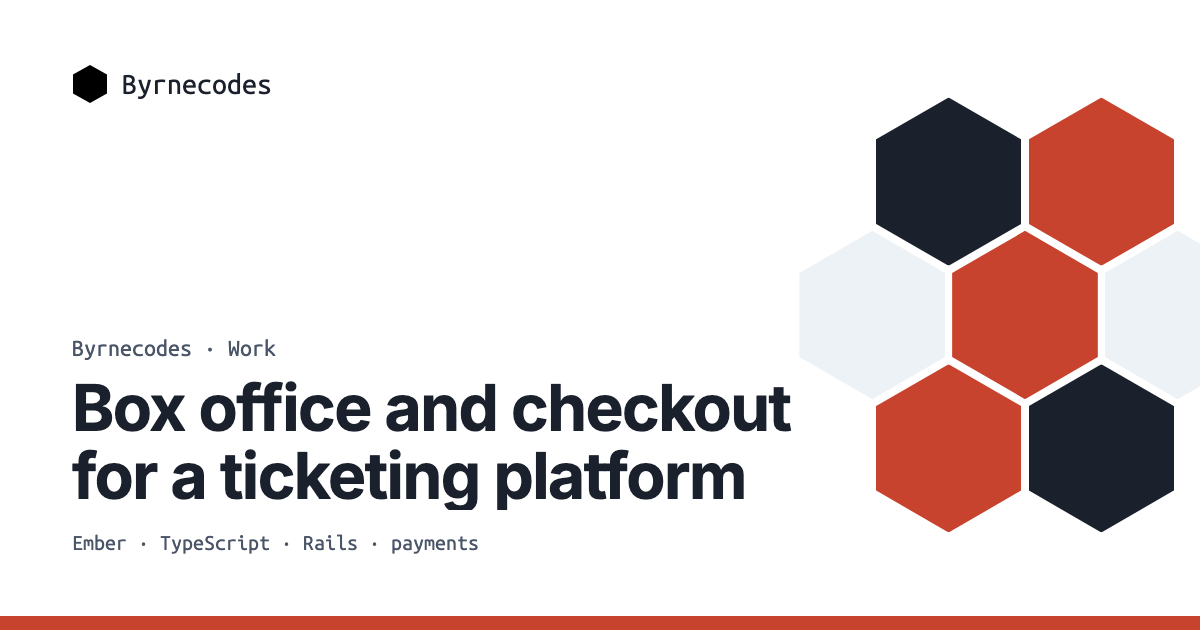 Byrnecodes
Byrnecodes · Work
Box office and checkout
for a ticketing platform
Ember · TypeScript · Rails · payments